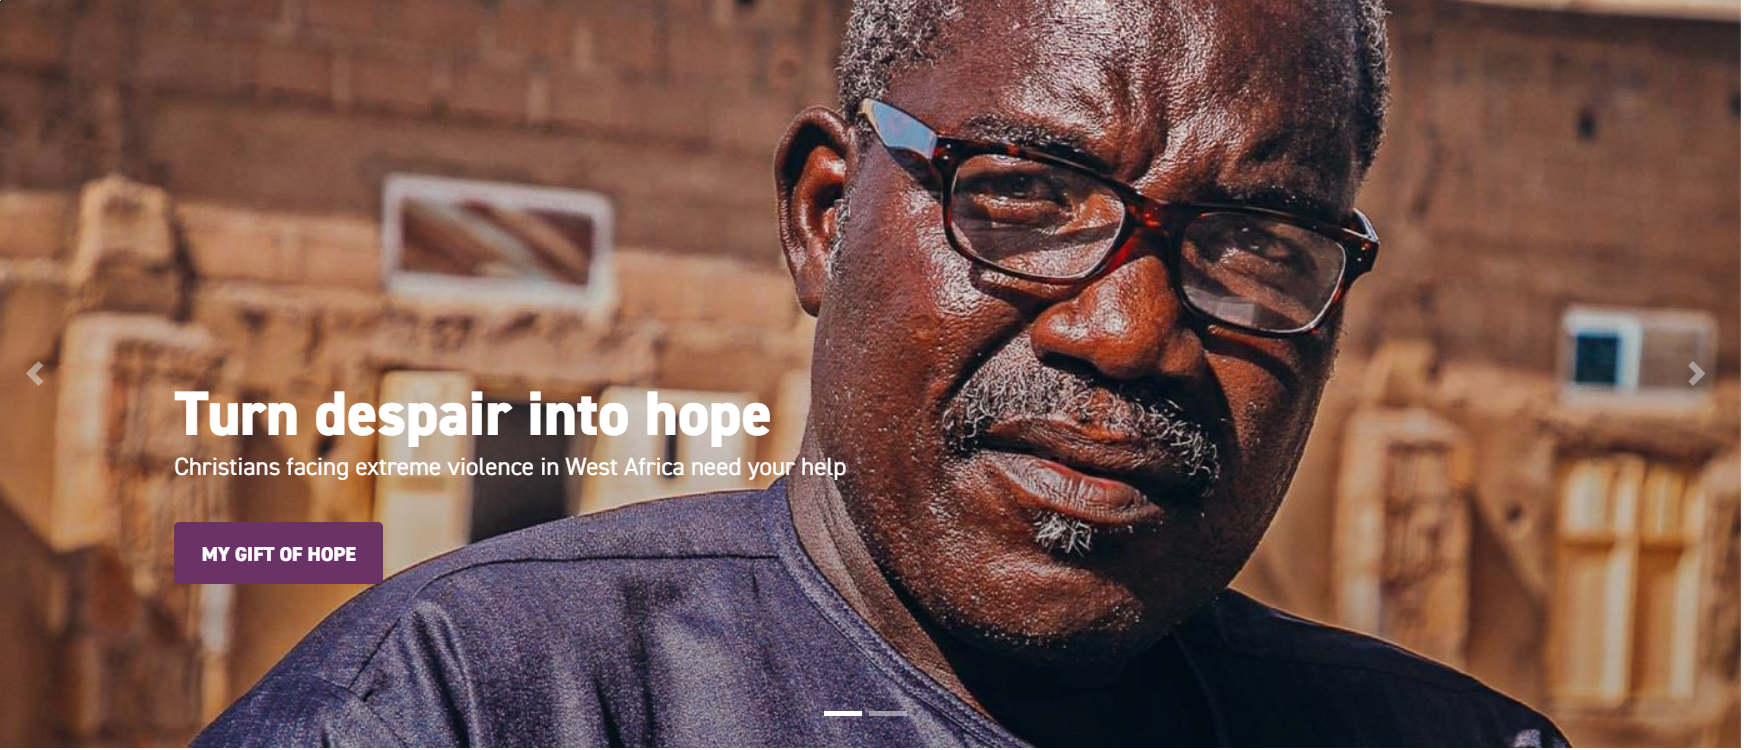 Turn despair into hope
Christians facing extreme violence in West Africa need your help
MY GIFT OF HOPE